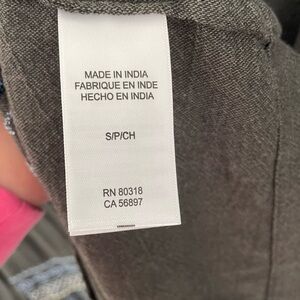 MADE IN INDIA
FABRIQUE EN INDE
HECHO EN INDIA
S/P/CH
RN 80318
CA 56897